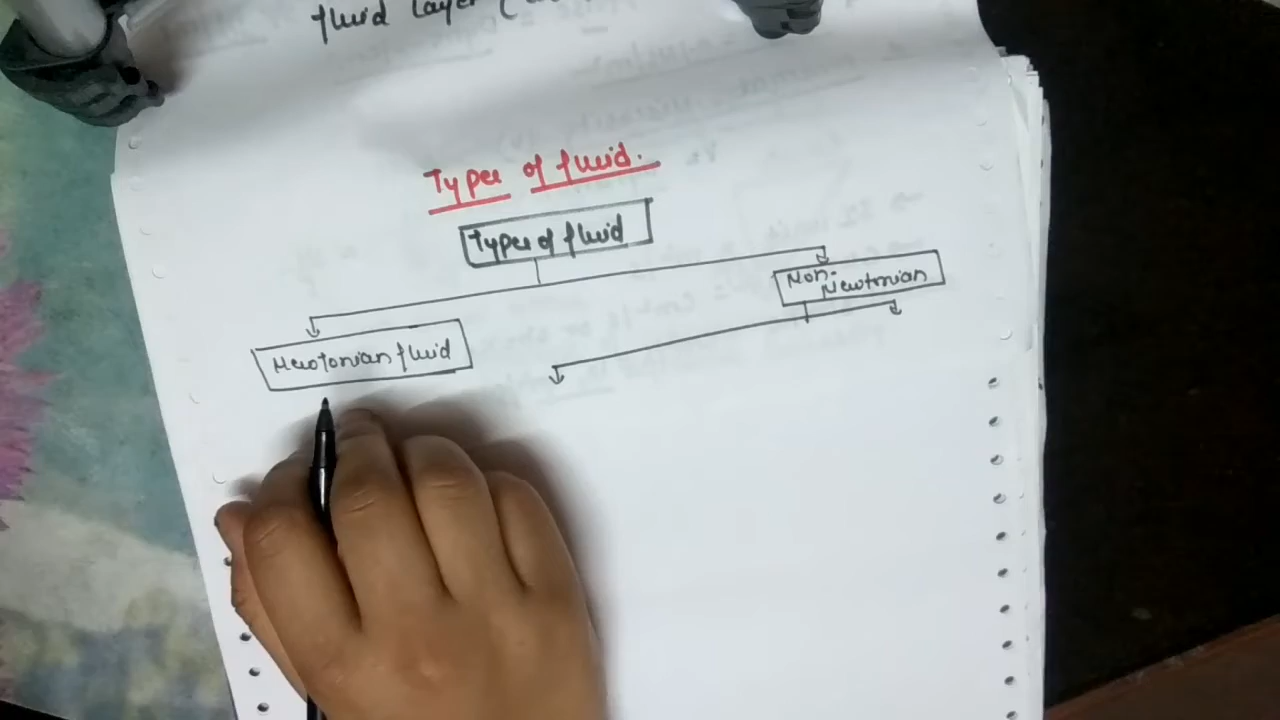 fluid layer (
Types of fluid.
Types of fluid
Non-
Newtonian
Newtonian fluid